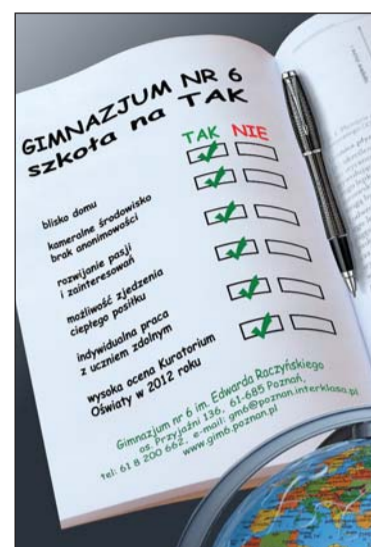 GIMNAZJUM NR 6
szkoła na TAK
TAK NIE
blisko domu
kameralne środowisko
brak anonimowości
rozwijanie pasji
i zainteresowań
możliwość zjedzenia
ciepłego posiłku
indywidualna praca
z uczniem zdolnym
wysoka ocena Kuratorium
Oświaty w 2012 roku
Gimnazjum nr 6 im. Edwarda Raczyńskiego
os. Przyjaźni 136, 61-685 Poznań,
tel: 61 8 200 662, e-mail: gm6@poznan.interklasa.pl
www.gim6.poznan.pl